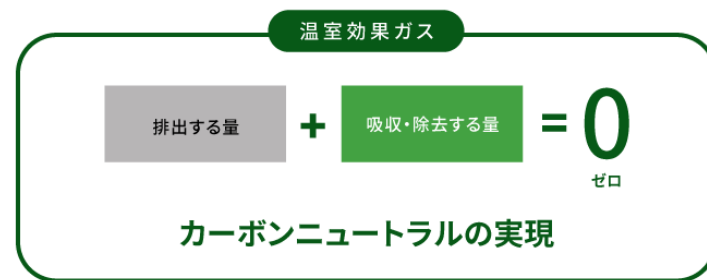 温室効果ガス
排出する量 + 吸収・除去する量 = 0
ゼロ
カーボンニュートラルの実現